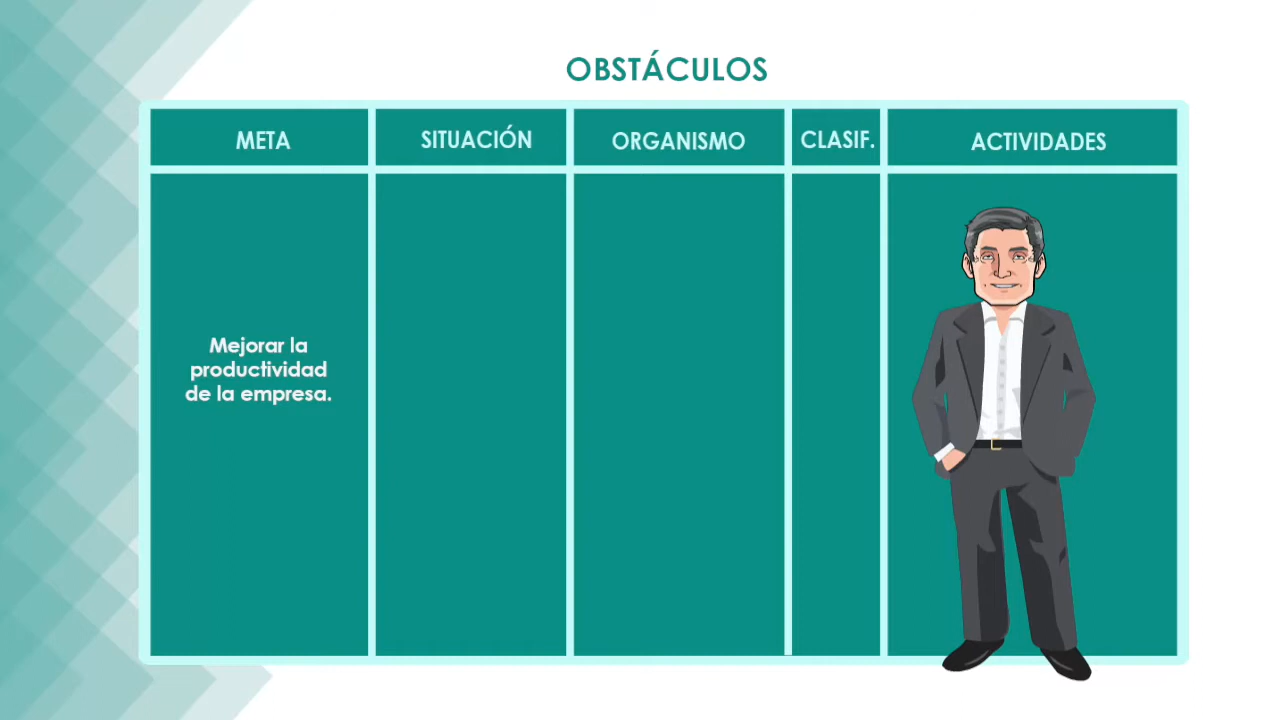 OBSTÁCULOS
META
SITUACIÓN
ORGANISMO
CLASIF.
ACTIVIDADES
Mejorar la
productividad
de la empresa.